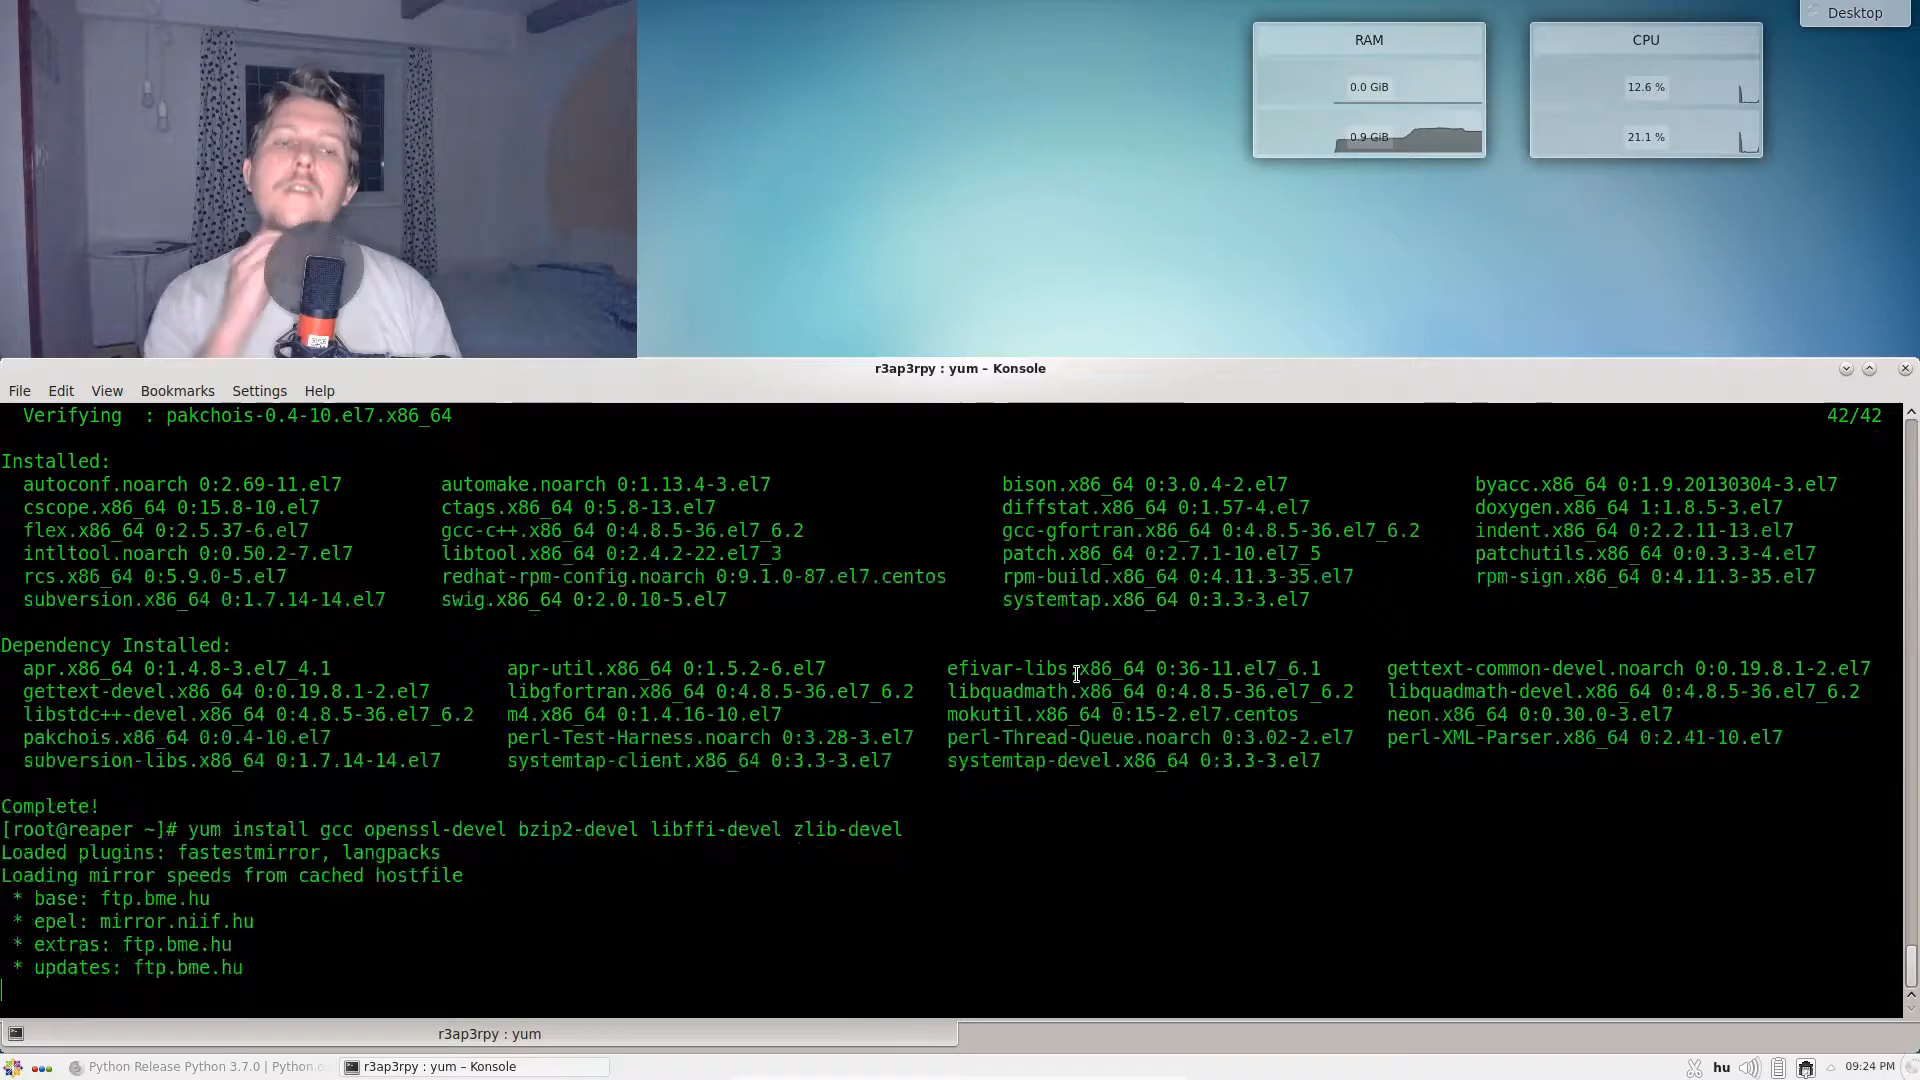 Desktop
RAM
CPU
0.0 GiB
12.6 %
0.9 GiB
21.1 %
r3ap3rpy : yum – Konsole
File Edit View Bookmarks Settings Help
Verifying : pakchois-0.4-10.el7.x86_64 42/42
Installed:
autoconf.noarch 0:2.69-11.el7 automake.noarch 0:1.13.4-3.el7 bison.x86_64 0:3.0.4-2.el7 byacc.x86_64 0:1.9.20130304-3.el7
cscope.x86_64 0:15.8-10.el7 ctags.x86_64 0:5.8-13.el7 diffstat.x86_64 0:1.57-4.el7 doxygen.x86_64 1:1.8.5-3.el7
flex.x86_64 0:2.5.37-6.el7 gcc-c++.x86_64 0:4.8.5-36.el7_6.2 gcc-gfortran.x86_64 0:4.8.5-36.el7_6.2 indent.x86_64 0:2.2.11-13.el7
intltool.noarch 0:0.50.2-7.el7 libtool.x86_64 0:2.4.2-22.el7_3 patch.x86_64 0:2.7.1-10.el7_5 patchutils.x86_64 0:0.3.3-4.el7
rcs.x86_64 0:5.9.0-5.el7 redhat-rpm-config.noarch 0:9.1.0-87.el7.centos rpm-build.x86_64 0:4.11.3-35.el7 rpm-sign.x86_64 0:4.11.3-35.el7
subversion.x86_64 0:1.7.14-14.el7 swig.x86_64 0:2.0.10-5.el7 systemtap.x86_64 0:3.3-3.el7
Dependency Installed:
apr.x86_64 0:1.4.8-3.el7_4.1 apr-util.x86_64 0:1.5.2-6.el7 efivar-libs.x86_64 0:36-11.el7_6.1 gettext-common-devel.noarch 0:0.19.8.1-2.el7
gettext-devel.x86_64 0:0.19.8.1-2.el7 libgfortran.x86_64 0:4.8.5-36.el7_6.2 libquadmath.x86_64 0:4.8.5-36.el7_6.2 libquadmath-devel.x86_64 0:4.8.5-36.el7_6.2
libstdc++-devel.x86_64 0:4.8.5-36.el7_6.2 m4.x86_64 0:1.4.16-10.el7 mokutil.x86_64 0:15-2.el7.centos neon.x86_64 0:0.30.0-3.el7
pakchois.x86_64 0:0.4-10.el7 perl-Test-Harness.noarch 0:3.28-3.el7 perl-Thread-Queue.noarch 0:3.02-2.el7 perl-XML-Parser.x86_64 0:2.41-10.el7
subversion-libs.x86_64 0:1.7.14-14.el7 systemtap-client.x86_64 0:3.3-3.el7 systemtap-devel.x86_64 0:3.3-3.el7
Complete!
[root@reaper ~]# yum install gcc openssl-devel bzip2-devel libffi-devel zlib-devel
Loaded plugins: fastestmirror, langpacks
Loading mirror speeds from cached hostfile
* base: ftp.bme.hu
* epel: mirror.niif.hu
* extras: ftp.bme.hu
* updates: ftp.bme.hu
r3ap3rpy : yum
Python Release Python 3.7.0 | Python.o r3ap3rpy : yum – Konsole hu 09:24 PM